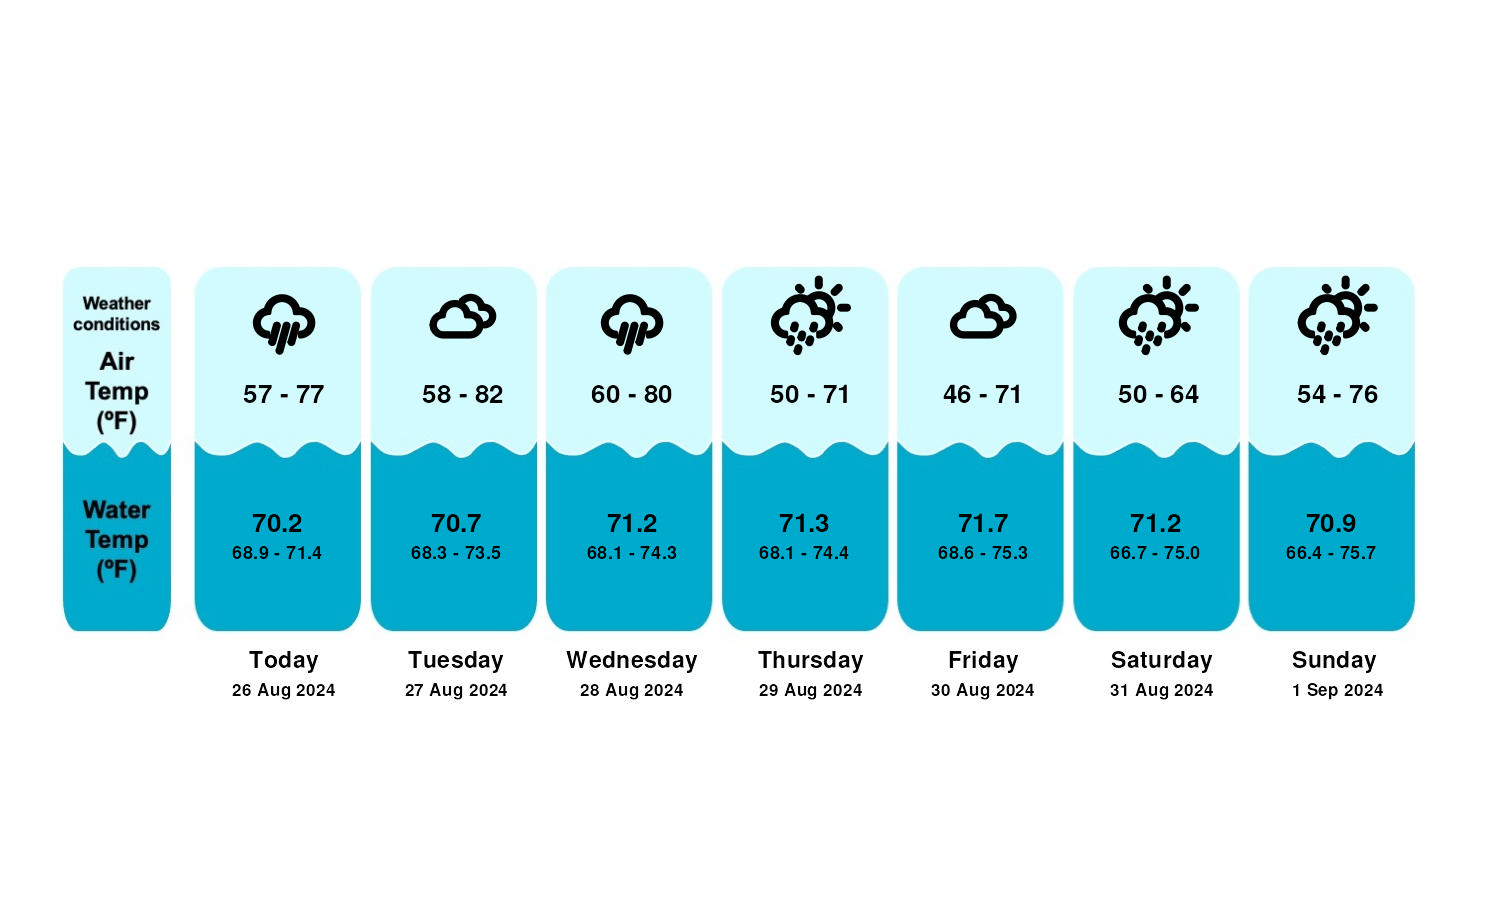 Weather
conditions
Air
Temp
(ºF)
57 - 77
58 - 82
60 - 80
50 - 71
46 - 71
50 - 64
54 - 76
Water
Temp
(ºF)
70.2
70.7
71.2
71.3
71.7
71.2
70.9
68.9 - 71.4
68.3 - 73.5
68.1 - 74.3
68.1 - 74.4
68.6 - 75.3
66.7 - 75.0
66.4 - 75.7
Today
Tuesday
Wednesday
Thursday
Friday
Saturday
Sunday
26 Aug 2024
27 Aug 2024
28 Aug 2024
29 Aug 2024
30 Aug 2024
31 Aug 2024
1 Sep 2024